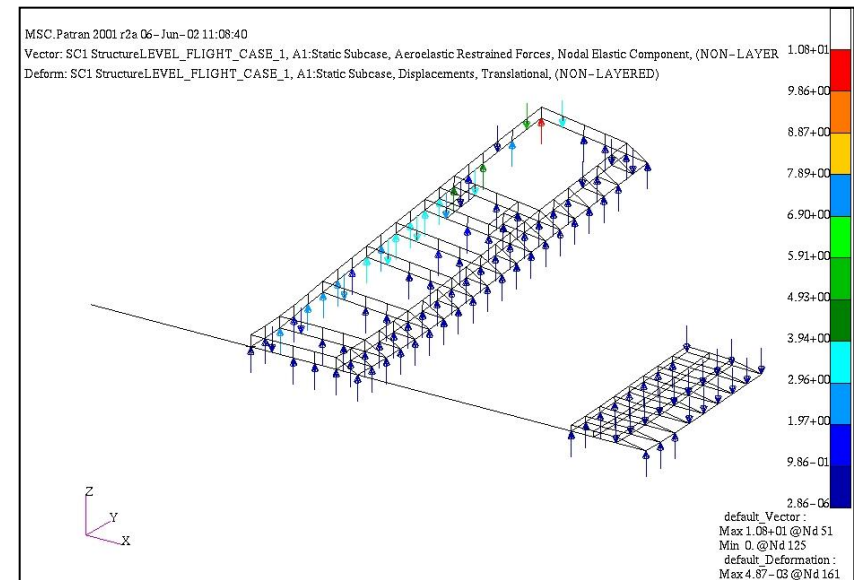 MSC.Patran 2001 r2a 06-Jun-02 11:08:40
Vector: SC1 StructureLEVEL_FLIGHT_CASE_1, A1:Static Subcase, Aeroelastic Restrained Forces, Nodal Elastic Component, (NON-LAYER
Deform: SC1 StructureLEVEL_FLIGHT_CASE_1, A1:Static Subcase, Displacements, Translational, (NON-LAYERED)
1.08+01
9.86+00
8.87+00
7.89+00
6.90+00
5.91+00
4.93+00
3.94+00
2.96+00
1.97+00
9.86-01
2.86-06
Z
Y
X
default_Vector :
Max 1.08+01 @Nd 51
Min 0. @Nd 125
default_Deformation :
Max 4.87-03 @Nd 161